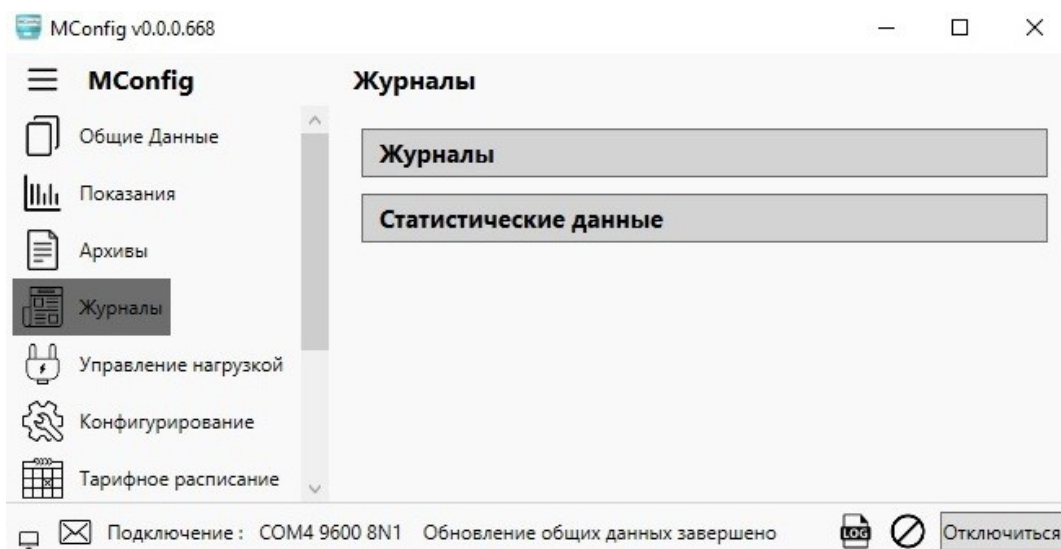 MConfig v0.0.0.668
MConfig
Общие Данные
Показания
Архивы
Журналы
Управление нагрузкой
Конфигурирование
Тарифное расписание
Журналы
Журналы
Статистические данные
Подключение : COM4 9600 8N1 Обновление общих данных завершено LOG Отключиться